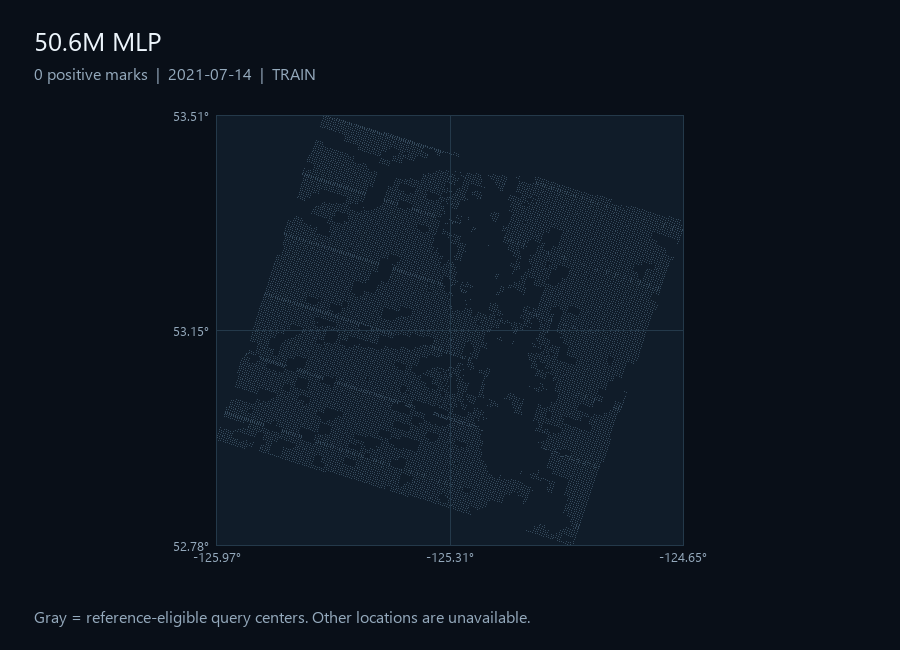 50.6M MLP
0 positive marks | 2021-07-14 | TRAIN
53.51°
53.15°
52.78°
-125.97°
-125.31°
-124.65°
Gray = reference-eligible query centers. Other locations are unavailable.